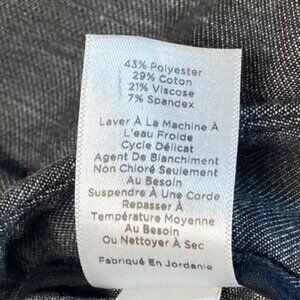 43% Polyester
29% Cotton
21% Viscose
7% Spandex
Laver À La Machine À
L'eau Froide
Cycle Délicat
Agent De Blanchiment
Non Chloré Seulement
Au Besoin
Suspendre À Une Corde
Repasser À
Température Moyenne
Au Besoin
Ou Nettoyer À Sec
Fabriqué En Jordanie